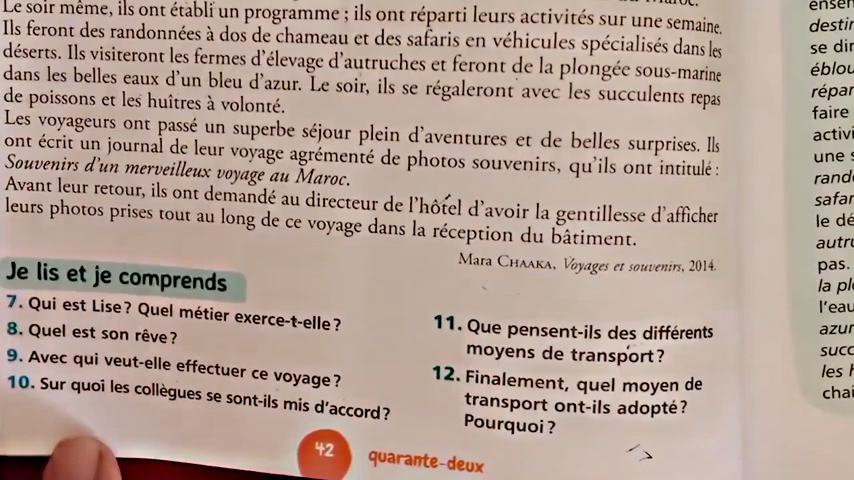 Maroc.
Le soir même, ils ont établi un programme ; ils ont réparti leurs activités sur une semaine.
Ils feront des randonnées à dos de chameau et des safaris en véhicules spécialisés dans les
déserts. Ils visiteront les fermes d'élevage d'autruches et feront de la plongée sous-marine
dans les belles eaux d'un bleu d'azur. Le soir, ils se régaleront avec les succulents repas
de poissons et les huîtres à volonté.
Les voyageurs ont passé un superbe séjour plein d'aventures et de belles surprises. Ils
ont écrit un journal de leur voyage agrémenté de photos souvenirs, qu'ils ont intitulé :
Souvenirs d'un merveilleux voyage au Maroc.
Avant leur retour, ils ont demandé au directeur de l'hôtel d'avoir la gentillesse d'afficher
leurs photos prises tout au long de ce voyage dans la réception du bâtiment.
Mara CHAAKA, Voyages et souvenirs, 2014.
Je lis et je comprends
7. Qui est Lise ? Quel métier exerce-t-elle ?
8. Quel est son rêve ?
9. Avec qui veut-elle effectuer ce voyage ?
10. Sur quoi les collègues se sont-ils mis d'accord ?
11. Que pensent-ils des différents
moyens de transport ?
12. Finalement, quel moyen de
transport ont-ils adopté ?
Pourquoi ?
42 quarante-deux
se dir
faire
activi
une s
le dé
autru
pas.
la pl
l'eau
azur
succ
les h
chai